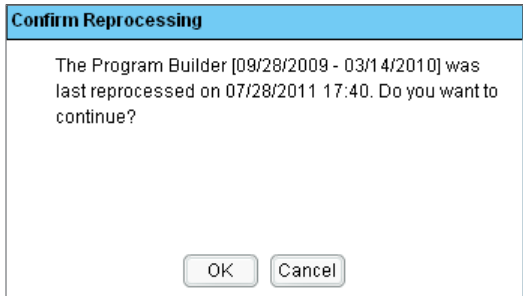 Confirm Reprocessing
The Program Builder [09/28/2009 - 03/14/2010] was
last reprocessed on 07/28/2011 17:40. Do you want to
continue?
OK
Cancel